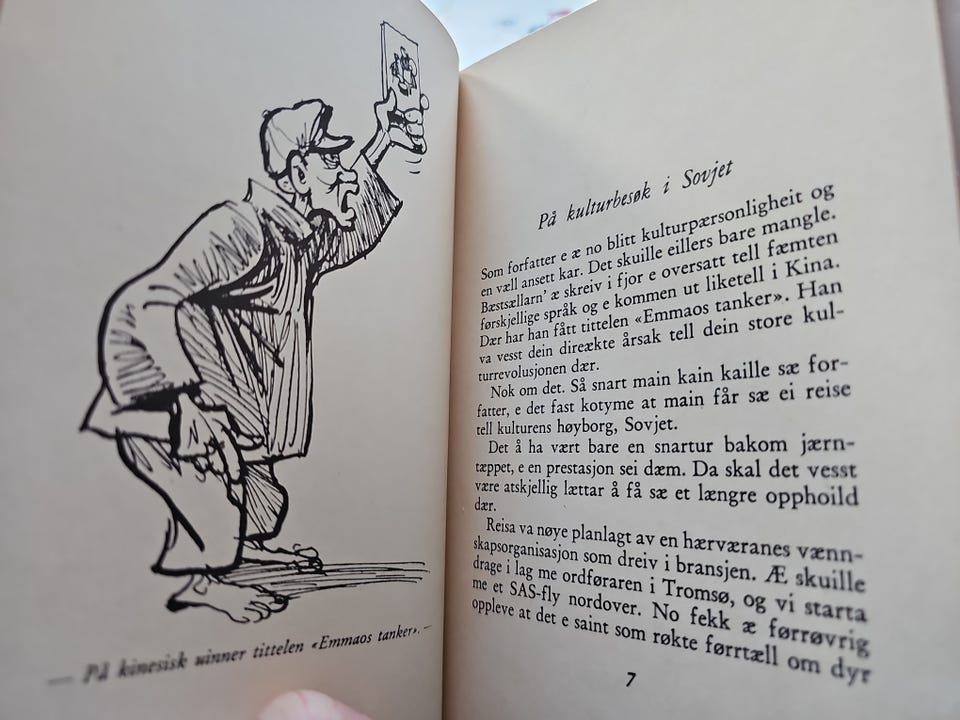 — På kinesisk winner tittelen «Emmaos tanker». —
På kulturbesøk i Sovjet
Som forfatter e æ no blitt kulturpærsonligheit og
en væll ansett kar. Det skuille eillers bare mangle.
Bæstsællarn' æ skreiv i fjor e oversatt tell fæmten
førskjellige språk og e kommen ut liketell i Kina.
Dær har han fått tittelen «Emmaos tanker». Han
va vesst dein direækte årsak tell dein store kul-
turrevolusjonen dær.
Nok om det. Så snart main kain kaille sæ for-
fatter, e det fast kotyme at main får sæ ei reise
tell kulturens høyborg, Sovjet.
Det å ha vært bare en snartur bakom jærn-
tæppet, e en prestasjon sei dæm. Da skal det vesst
være atskjellig lættar å få sæ et længre opphoild
dær.
Reisa va nøye planlagt av en hærværanes vænn-
skapsorganisasjon som dreiv i bransjen. Æ skuille
drage i lag me ordføraren i Tromsø, og vi starta
me et SAS-fly nordover. No fekk æ førrøvrig
oppleve at det e saint som røkte førrtæll om dyr
7